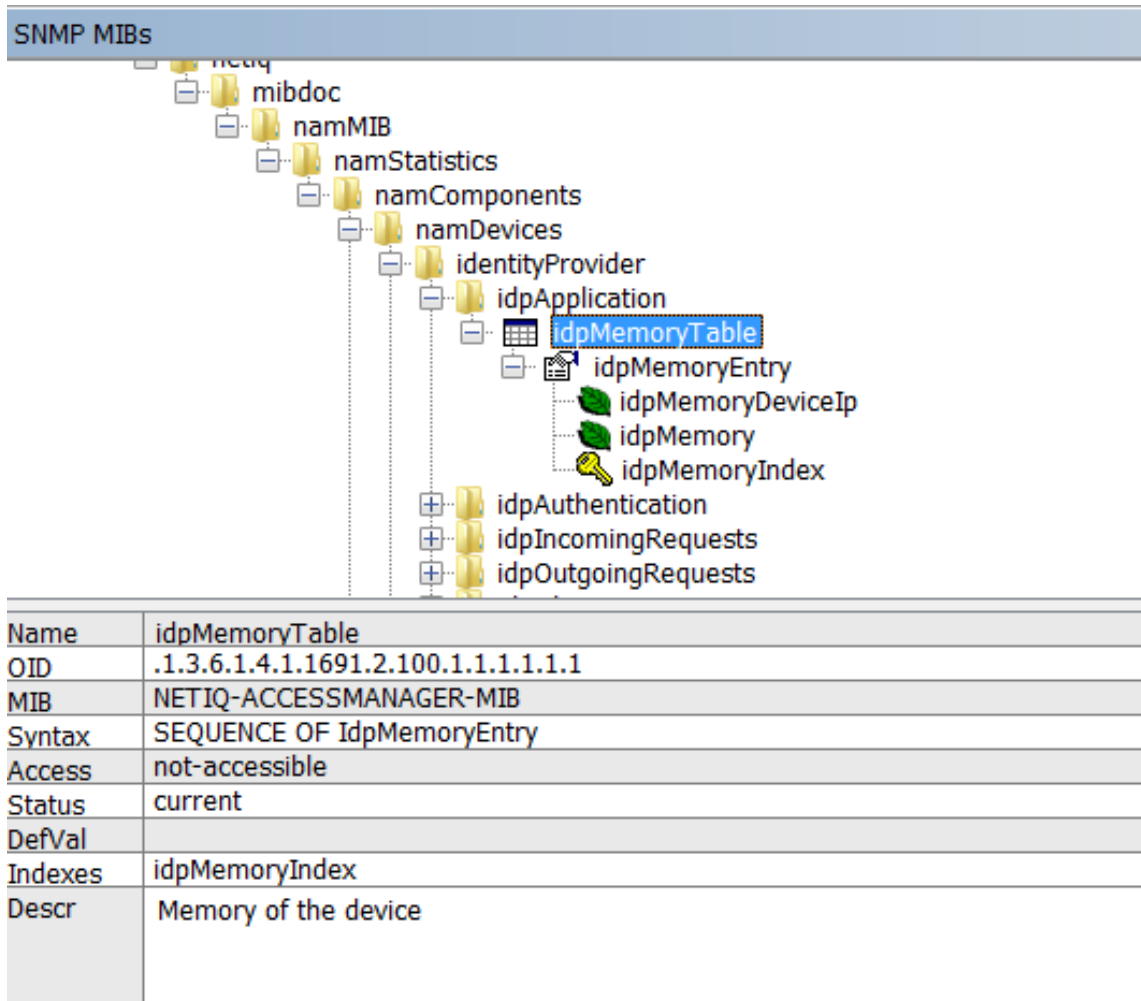 SNMP MIBs
netiq
mibdoc
namMIB
namStatistics
namComponents
namDevices
identityProvider
idpApplication
idpMemoryTable
idpMemoryEntry
idpMemoryDeviceIp
idpMemory
idpMemoryIndex
idpAuthentication
idpIncomingRequests
idpOutgoingRequests
Name idpMemoryTable
OID .1.3.6.1.4.1.1691.2.100.1.1.1.1.1.1
MIB NETIQ-ACCESSMANAGER-MIB
Syntax SEQUENCE OF IdpMemoryEntry
Access not-accessible
Status current
DefVal
Indexes idpMemoryIndex
Descr Memory of the device